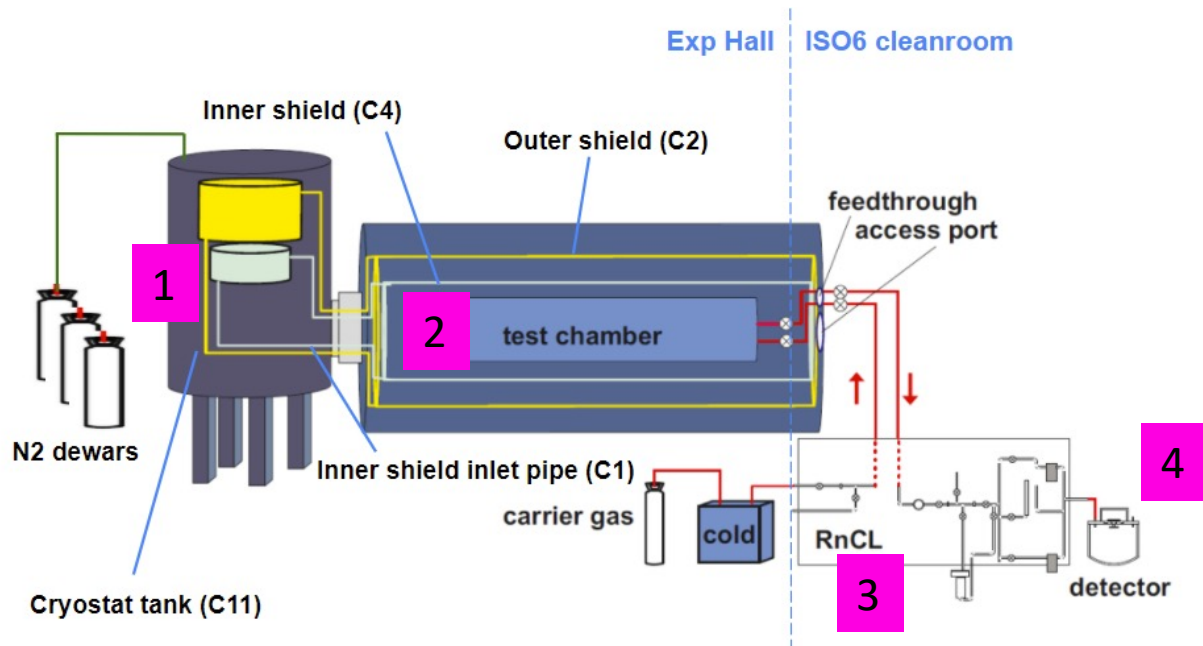 Exp Hall
ISO6 cleanroom
Inner shield (C4)
Outer shield (C2)
feedthrough
access port
1
2
test chamber
N2 dewars
Inner shield inlet pipe (C1)
4
carrier gas
cold
RnCL
detector
3
Cryostat tank (C11)